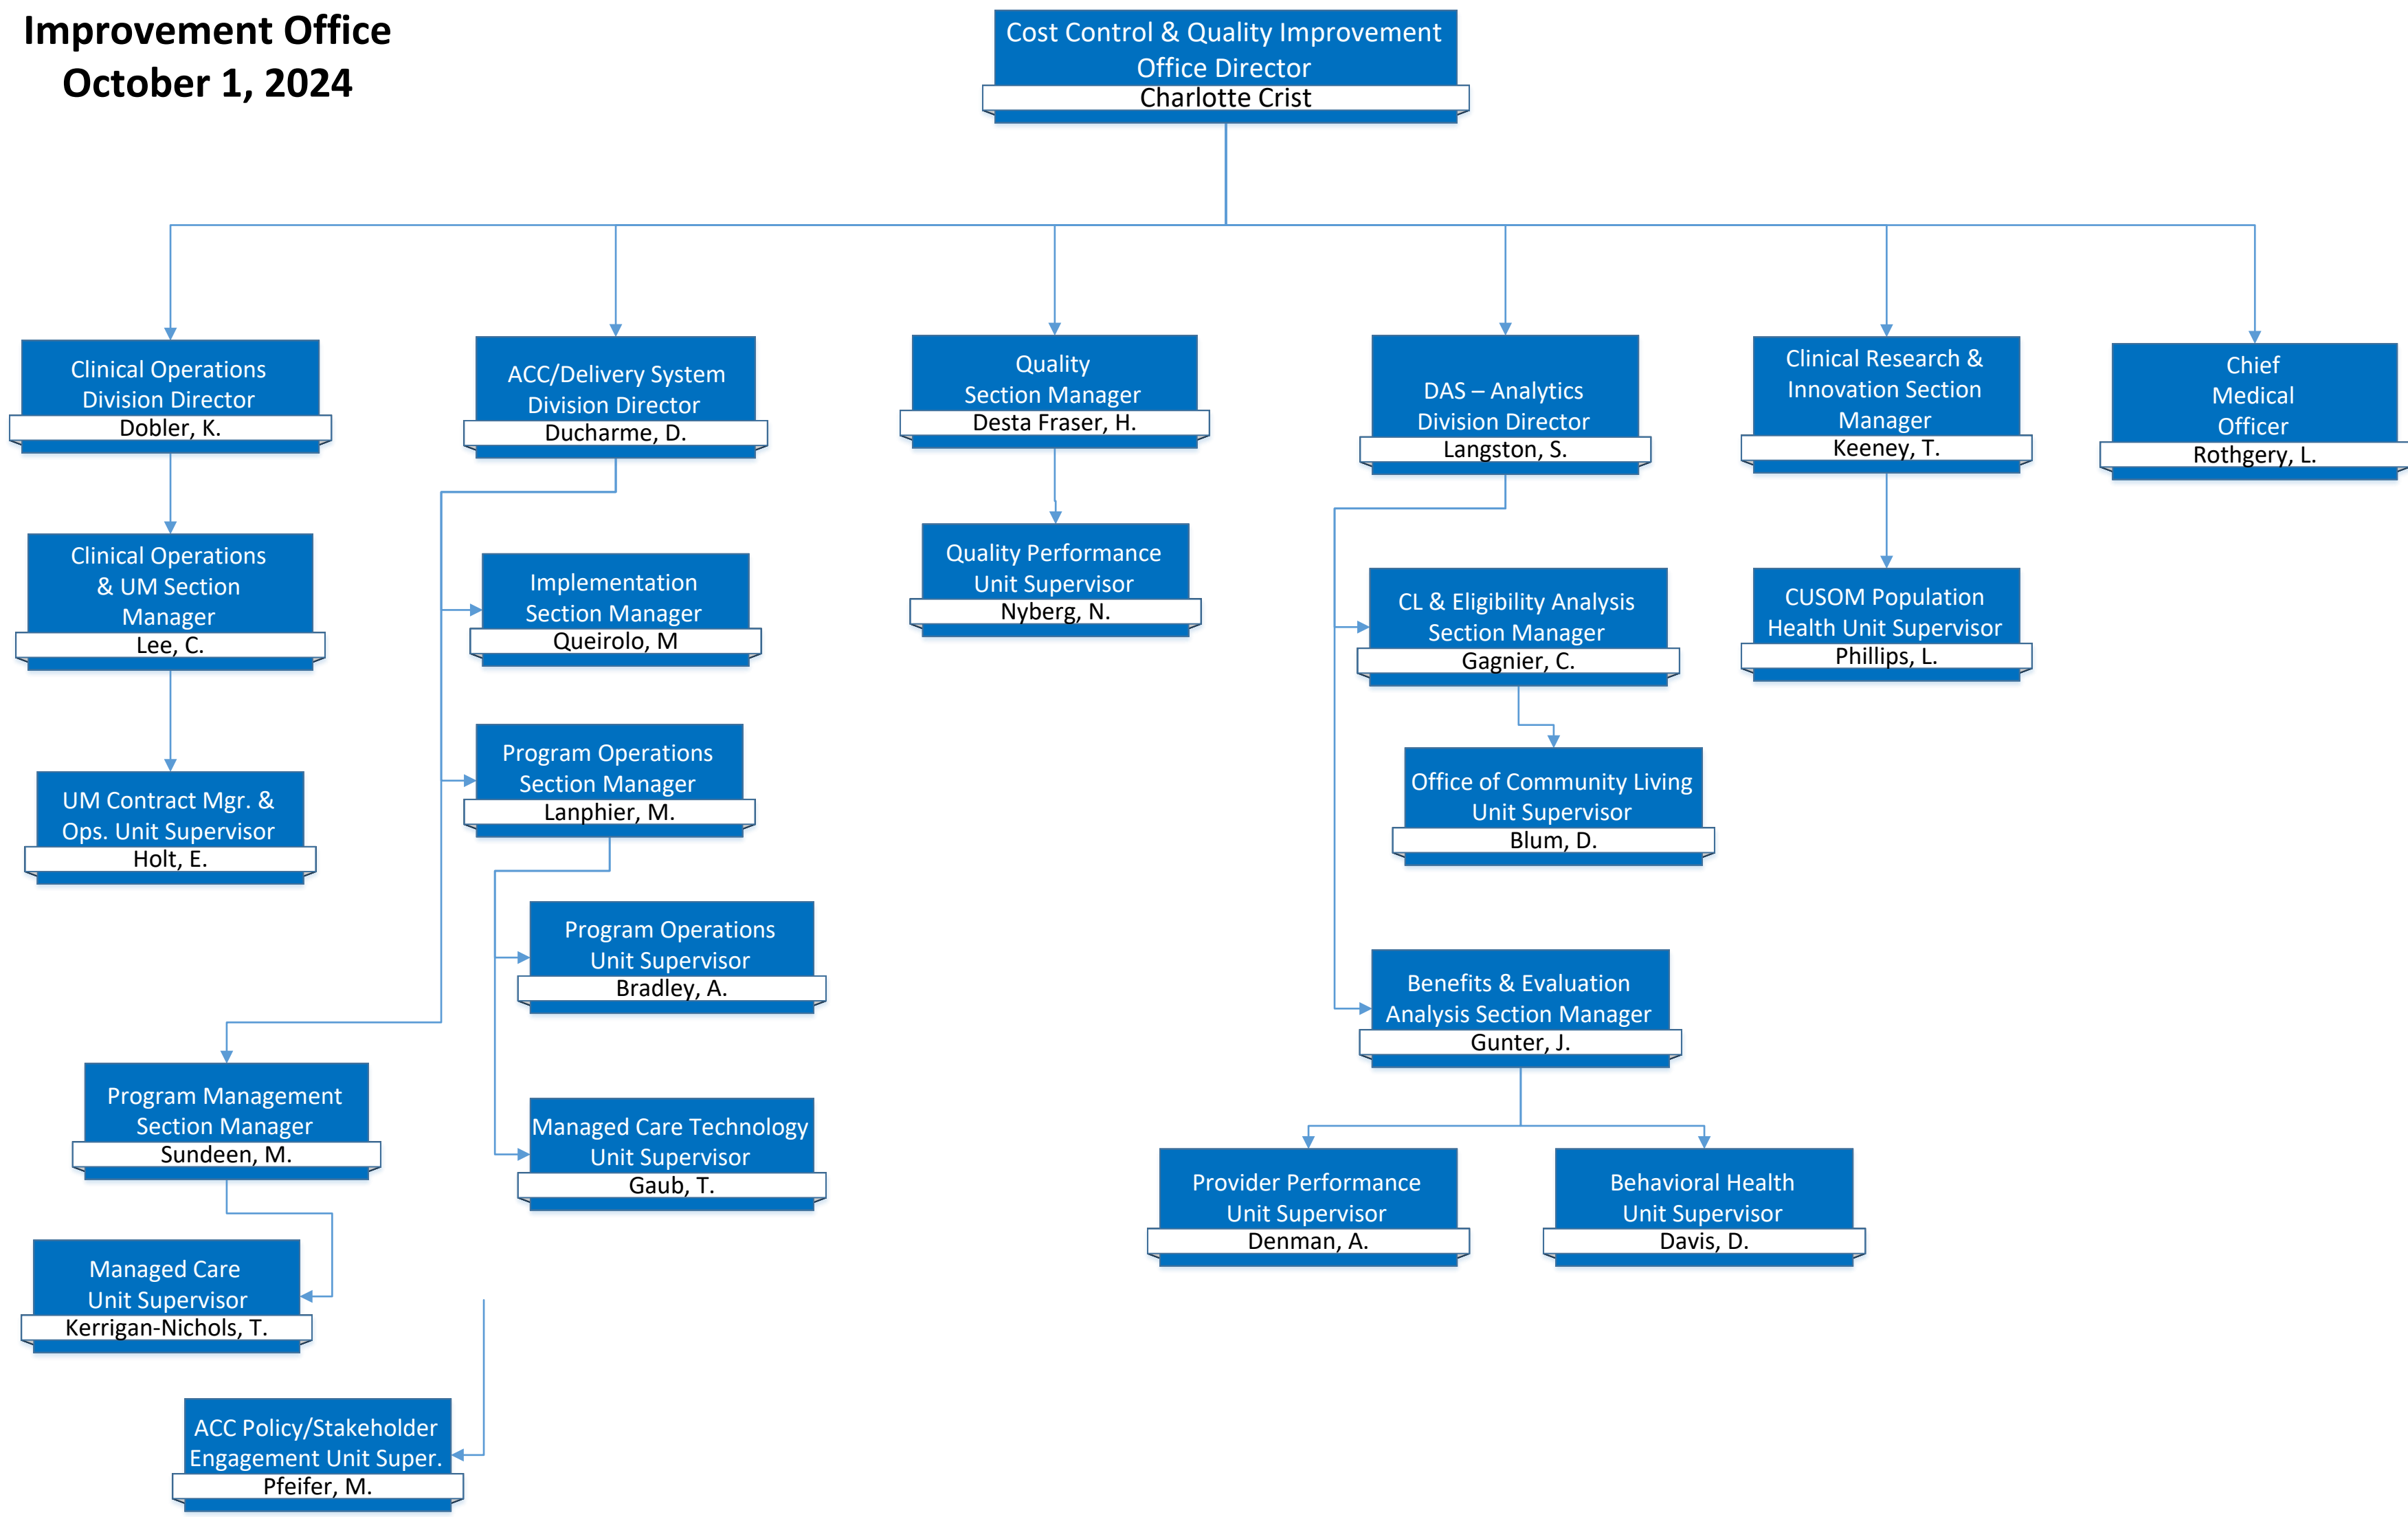 Improvement Office
October 1, 2024
Cost Control & Quality Improvement
Office Director
Charlotte Crist
Clinical Operations
Division Director
Dobler, K.
ACC/Delivery System
Division Director
Ducharme, D.
Quality
Section Manager
Desta Fraser, H.
DAS – Analytics
Division Director
Langston, S.
Clinical Research &
Innovation Section
Manager
Keeney, T.
Chief
Medical
Officer
Rothgery, L.
Clinical Operations
& UM Section
Manager
Lee, C.
Implementation
Section Manager
Queirolo, M
Quality Performance
Unit Supervisor
Nyberg, N.
CL & Eligibility Analysis
Section Manager
Gagnier, C.
CUSOM Population
Health Unit Supervisor
Phillips, L.
UM Contract Mgr. &
Ops. Unit Supervisor
Holt, E.
Program Operations
Section Manager
Lanphier, M.
Office of Community Living
Unit Supervisor
Blum, D.
Program Operations
Unit Supervisor
Bradley, A.
Benefits & Evaluation
Analysis Section Manager
Gunter, J.
Program Management
Section Manager
Sundeen, M.
Managed Care Technology
Unit Supervisor
Gaub, T.
Provider Performance
Unit Supervisor
Denman, A.
Behavioral Health
Unit Supervisor
Davis, D.
Managed Care
Unit Supervisor
Kerrigan-Nichols, T.
ACC Policy/Stakeholder
Engagement Unit Super.
Pfeifer, M.